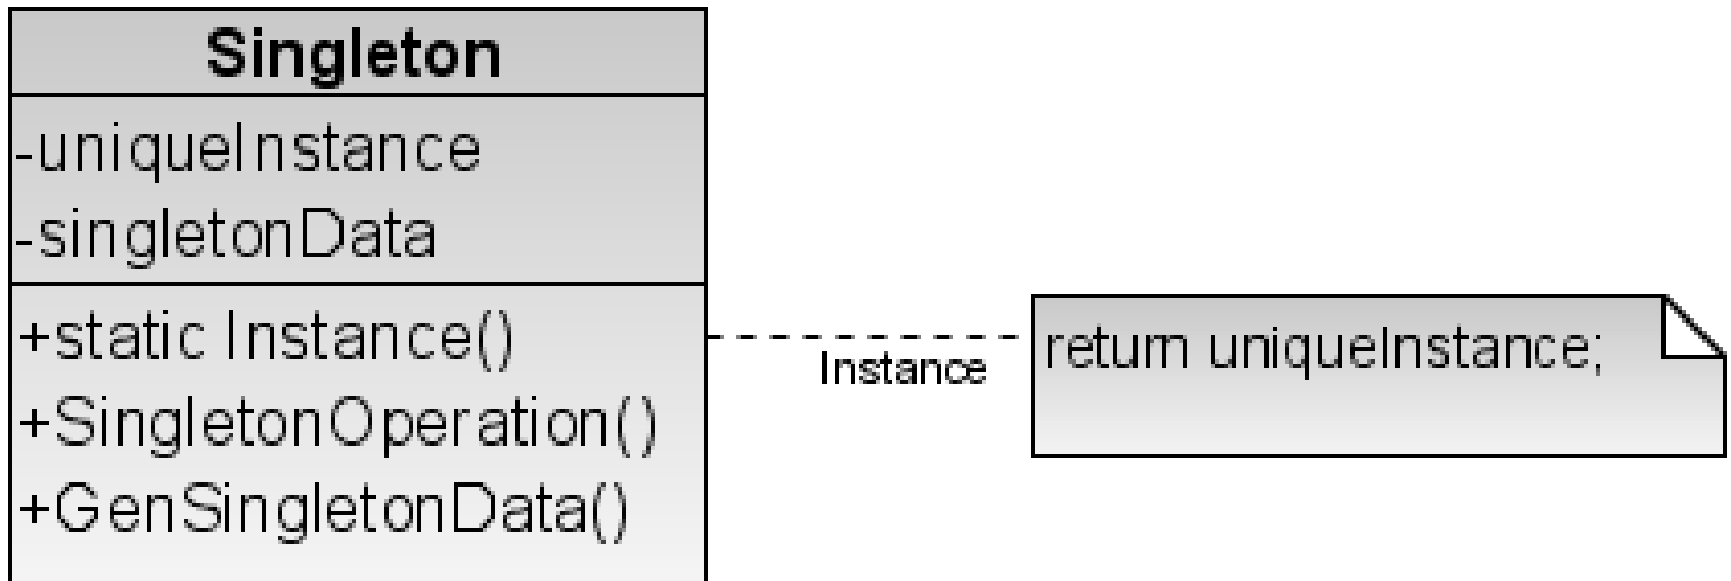 Singleton
-uniqueInstance
-singletonData
+static Instance()
+SingletonOperation()
+GenSingletonData()
Instance
return uniqueInstance;